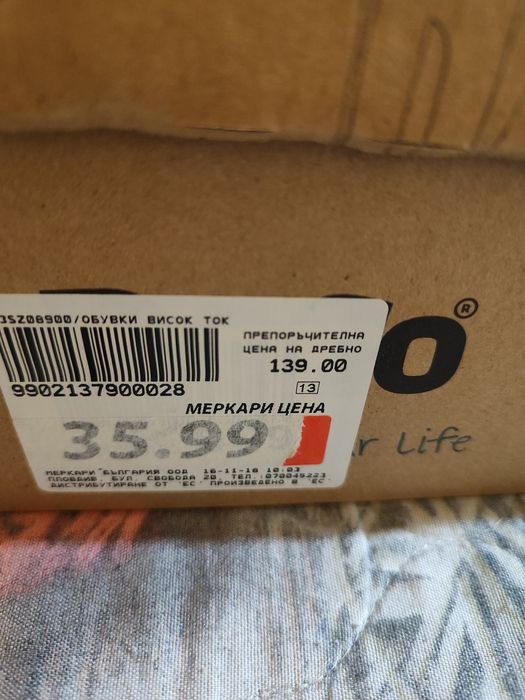 3SZ08900/ОБУВКИ ВИСОК ТОК
9902137900028
ПРЕПОРЪЧИТЕЛНА
ЦЕНА НА ДРЕБНО
139.00
13
МЕРКАРИ ЦЕНА
35.99
МЕРКАРИ БЪЛГАРИЯ ООД 16-11-18 10:03
ПЛОВДИВ, БУЛ. СВОБОДА 20, ТЕЛ.:070045223
ДИСТРИБУТИРАНЕ ОТ "ЕС" ПРОИЗВЕДЕНО В "ЕС"
®
Life